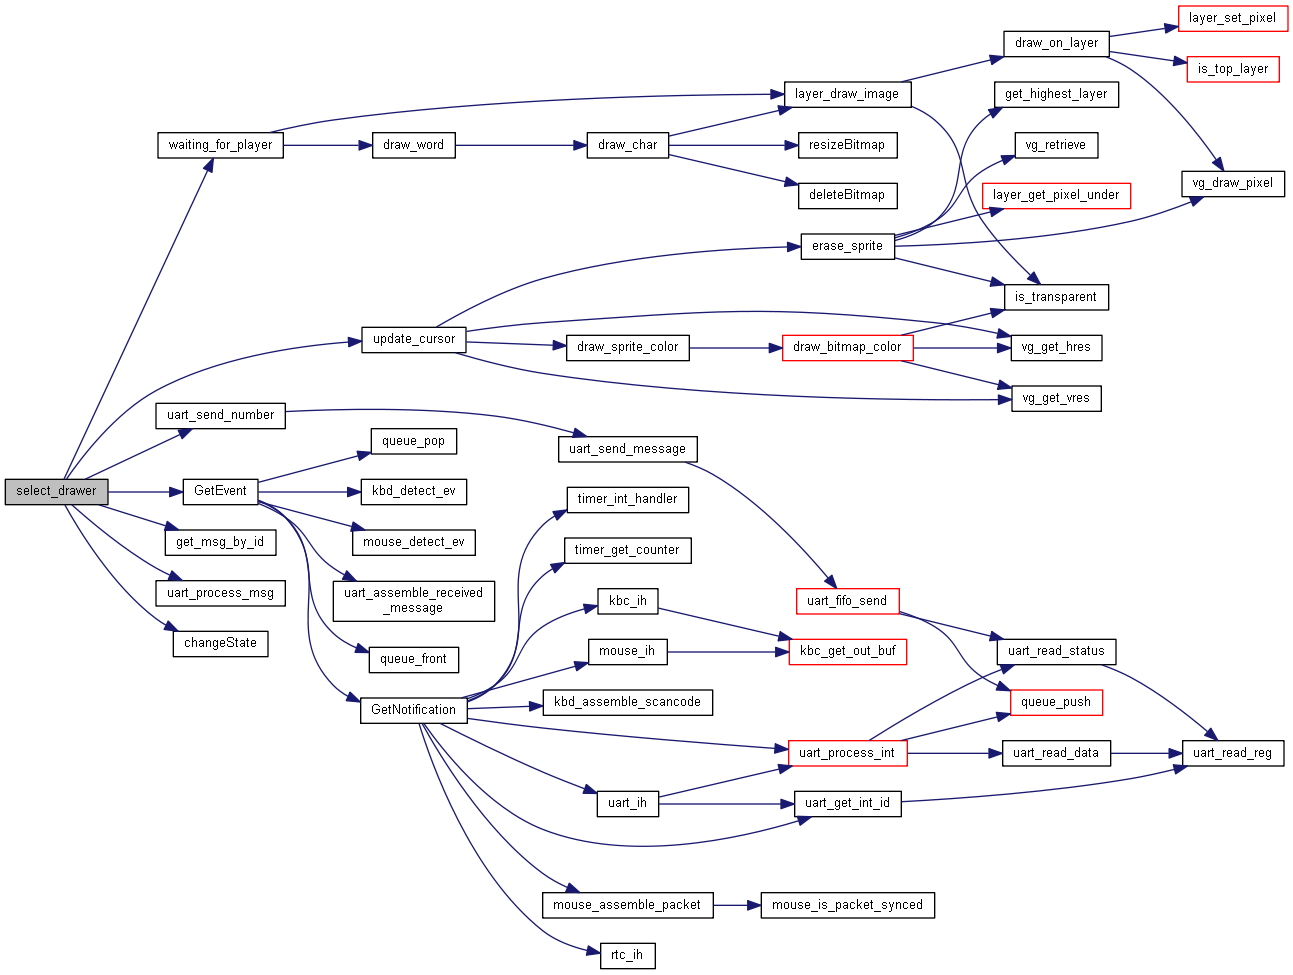 layer_set_pixel
draw_on_layer
is_top_layer
layer_draw_image
get_highest_layer
waiting_for_player
draw_word
draw_char
resizeBitmap
vg_retrieve
vg_draw_pixel
deleteBitmap
layer_get_pixel_under
erase_sprite
is_transparent
update_cursor
draw_sprite_color
draw_bitmap_color
vg_get_hres
vg_get_vres
uart_send_number
queue_pop
uart_send_message
select_drawer
GetEvent
kbd_detect_ev
timer_int_handler
get_msg_by_id
mouse_detect_ev
timer_get_counter
uart_process_msg
uart_assemble_received
_message
kbc_ih
uart_fifo_send
changeState
queue_front
mouse_ih
kbc_get_out_buf
uart_read_status
GetNotification
kbd_assemble_scancode
queue_push
uart_process_int
uart_read_data
uart_read_reg
uart_ih
uart_get_int_id
mouse_assemble_packet
mouse_is_packet_synced
rtc_ih